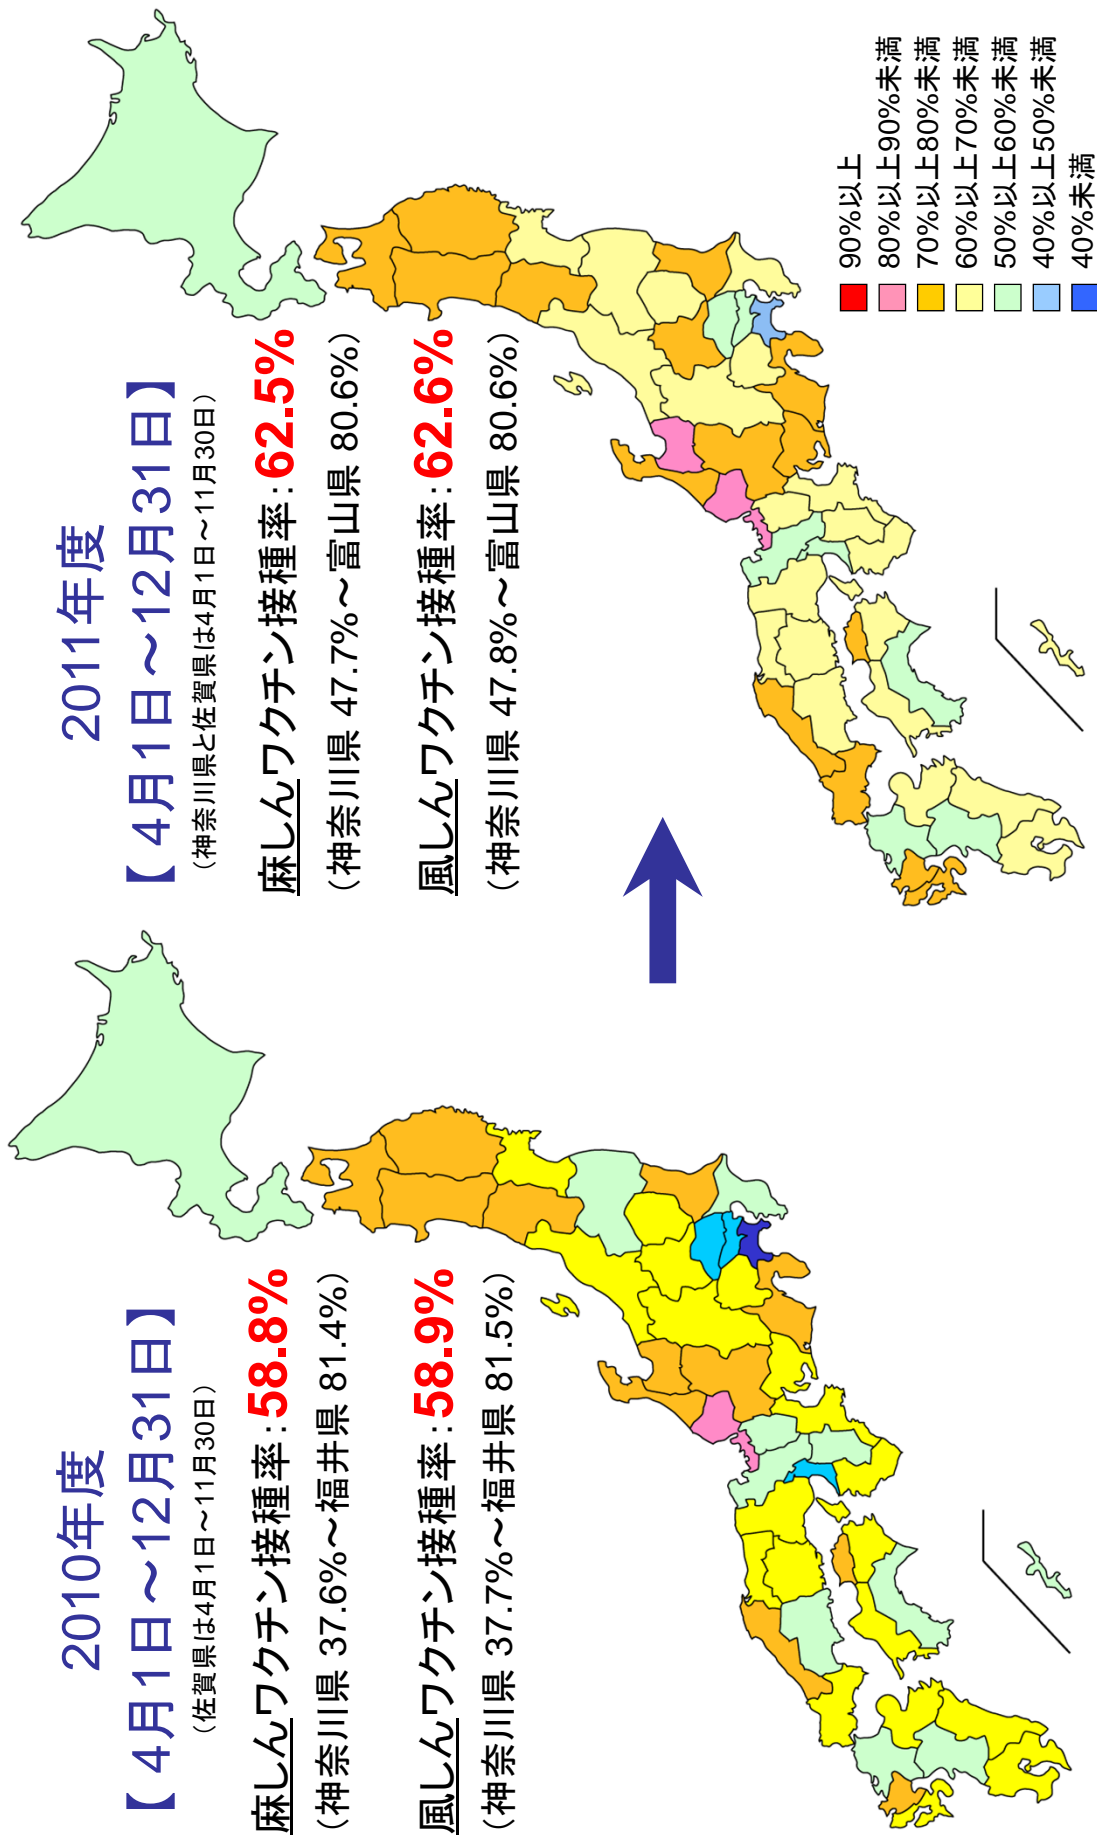 2010年度
【 4月1日～12月31日】
（佐賀県は4月1日～11月30日）
麻しんワクチン接種率：58.8%
（神奈川県 37.6%～福井県 81.4%）
風しんワクチン接種率：58.9%
（神奈川県 37.7%～福井県 81.5%）
2011年度
【 4月1日～12月31日】
（神奈川県と佐賀県は4月1日～11月30日）
麻しんワクチン接種率：62.5%
（神奈川県 47.7%～富山県 80.6%）
風しんワクチン接種率：62.6%
（神奈川県 47.8%～富山県 80.6%）
90%以上
80%以上90%未満
70%以上80%未満
60%以上70%未満
50%以上60%未満
40%以上50%未満
40%未満